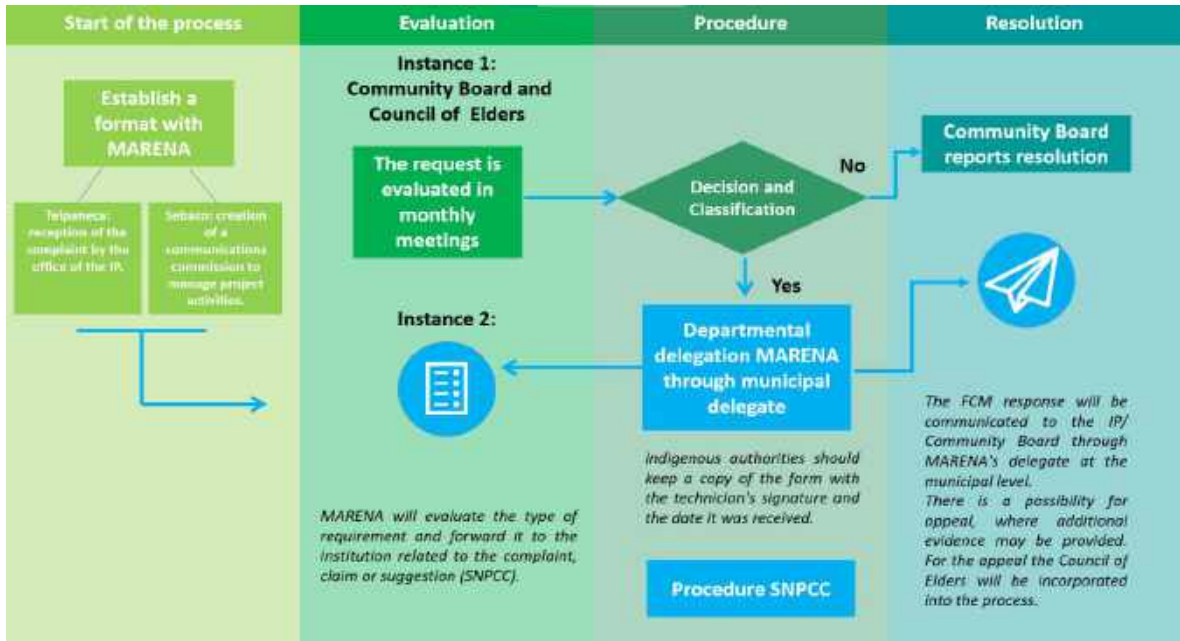 Start of the process
Evaluation
Procedure
Resolution
Establish a
format with
MARENA
Telpaneca:
reception of the
complaint by the
office of the IP.
Sebaco: creation
of a
communications
commission to
manage project
activities.
Instance 1:
Community Board and
Council of Elders
The request is
evaluated in
monthly
meetings
Instance 2:
MARENA will evaluate the type of
requirement and forward it to the
institution related to the complaint,
claim or suggestion (SNPCC).
Decision and
Classification
No
Yes
Departmental
delegation MARENA
through municipal
delegate
Indigenous authorities should
keep a copy of the form with
the technician's signature and
the date it was received.
Procedure SNPCC
Community Board
reports resolution
The FCM response will be
communicated to the IP/
Community Board through
MARENA's delegate at the
municipal level.
There is a possibility for
appeal, where additional
evidence may be provided.
For the appeal the Council of
Elders will be incorporated
into the process.